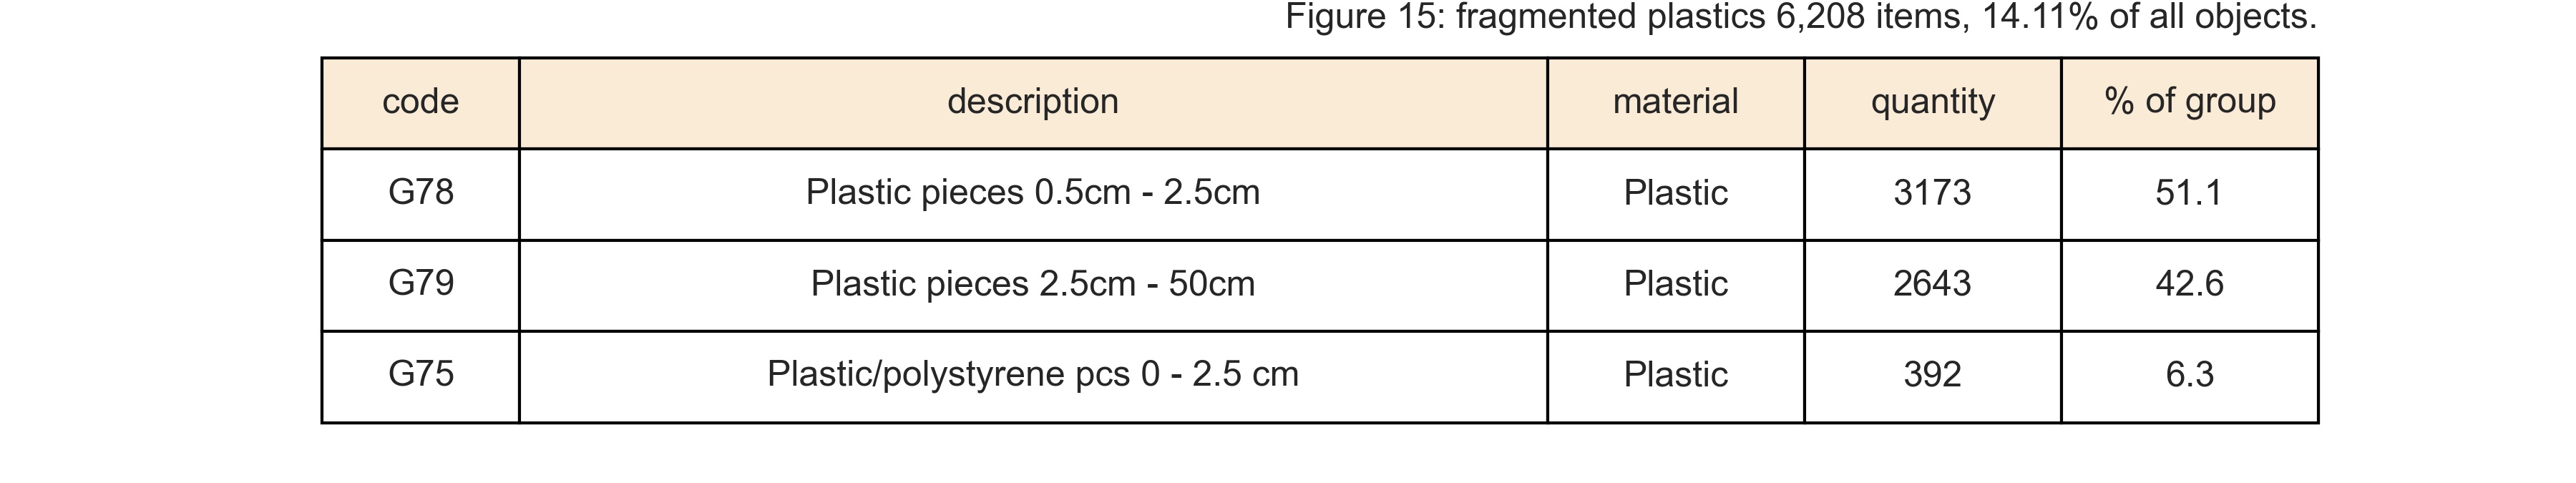 Figure 15: fragmented plastics 6,208 items, 14.11% of all objects.
code description material quantity % of group
G78 Plastic pieces 0.5cm - 2.5cm Plastic 3173 51.1
G79 Plastic pieces 2.5cm - 50cm Plastic 2643 42.6
G75 Plastic/polystyrene pcs 0 - 2.5 cm Plastic 392 6.3